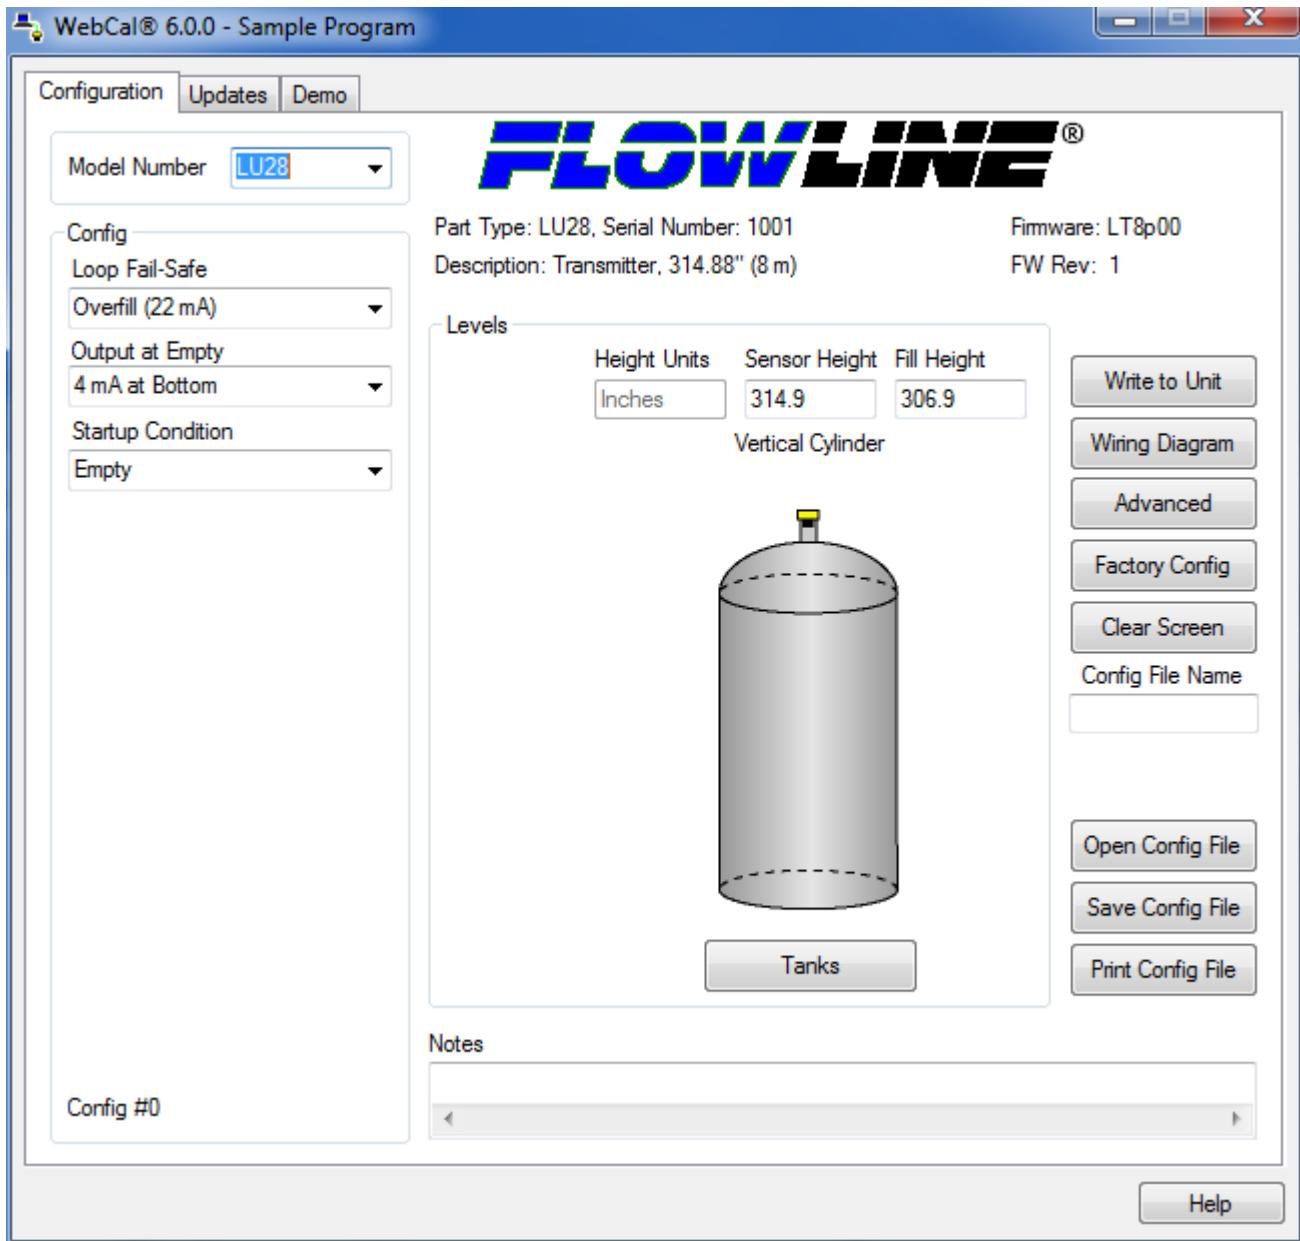 WebCal® 6.0.0 - Sample Program
Configuration Updates Demo
Model Number LU28
FLOWLINE®
Part Type: LU28, Serial Number: 1001
Firmware: LT8p00
Description: Transmitter, 314.88" (8 m)
FW Rev: 1
Config
Loop Fail-Safe
Overfill (22 mA)
Output at Empty
4 mA at Bottom
Startup Condition
Empty
Config #0
Levels
Height Units Sensor Height Fill Height
Inches 314.9 306.9
Vertical Cylinder
Tanks
Write to Unit
Wiring Diagram
Advanced
Factory Config
Clear Screen
Config File Name
Open Config File
Save Config File
Print Config File
Notes
Help